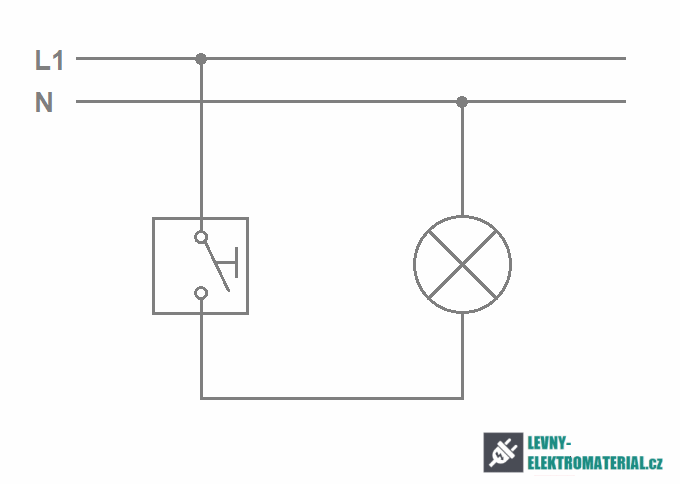 L1
N
LEVNY-
ELEKTROMATERIAL.cz